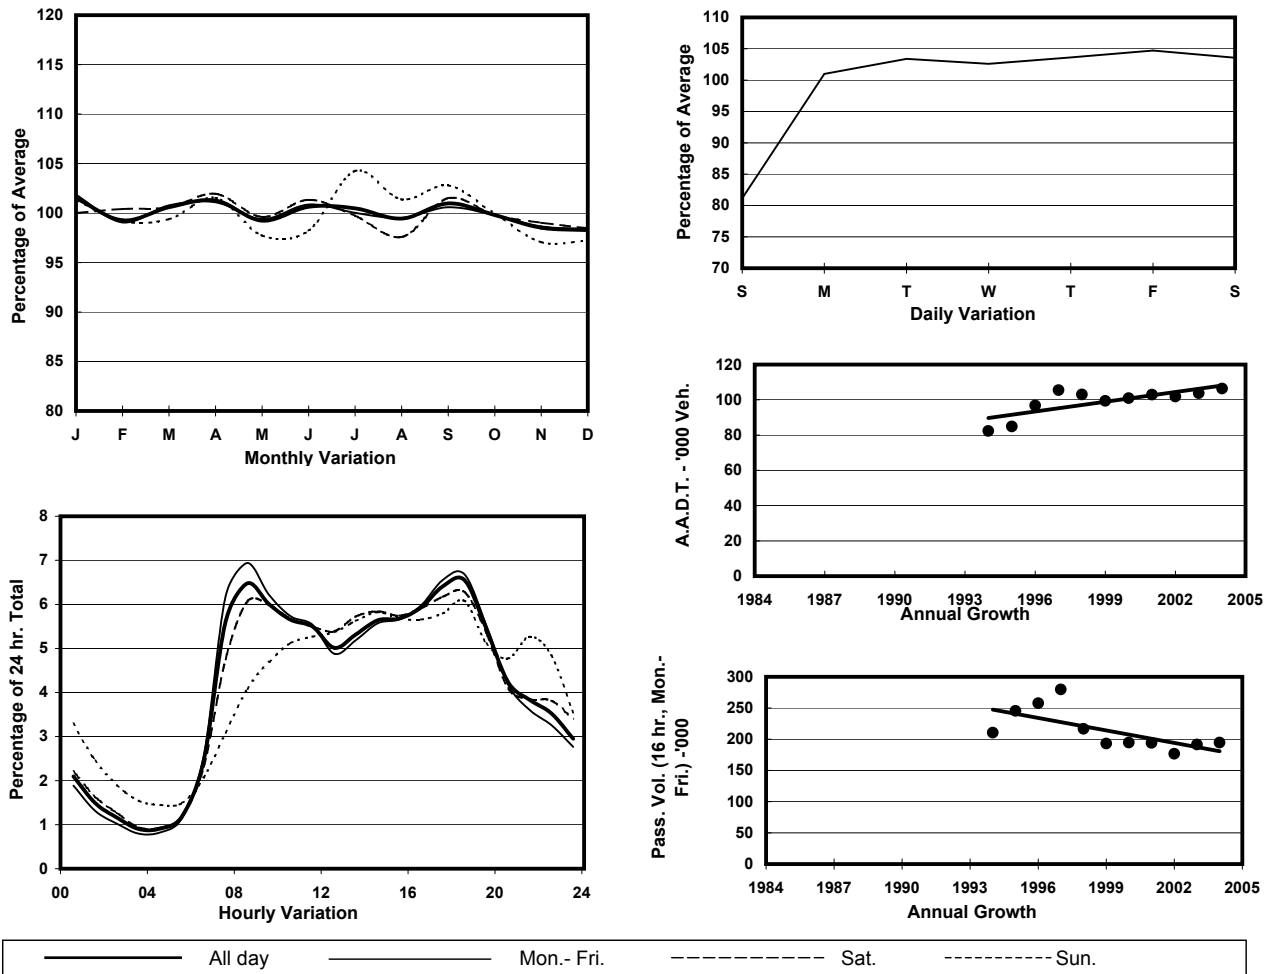 120
115
110
105
100
95
90
85
80
Percentage of Average
J F M A M J J A S O N D
Monthly Variation
110
105
100
95
90
85
80
75
70
Percentage of Average
S M T W T F S
Daily Variation
120
100
80
60
40
20
0
A.A.D.T. - '000 Veh.
1984 1987 1990 1993 1996 1999 2002 2005
Annual Growth
8
7
6
5
4
3
2
1
0
Percentage of 24 hr. Total
00 04 08 12 16 20 24
Hourly Variation
300
250
200
150
100
50
0
Pass. Vol. (16 hr., Mon.-
Fri.) -'000
1984 1987 1990 1993 1996 1999 2002 2005
Annual Growth
All day Mon.- Fri. Sat. Sun.